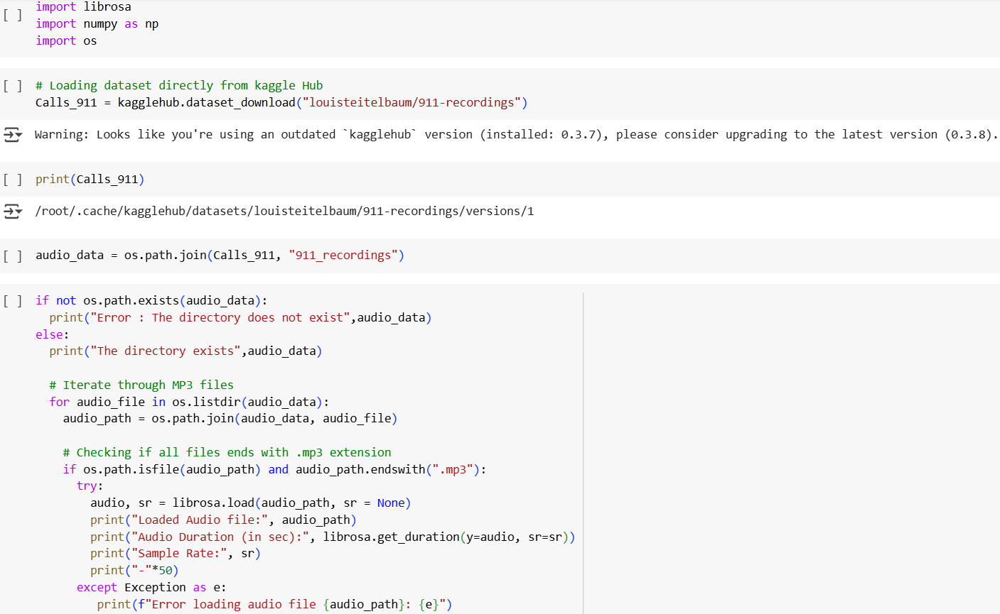 import librosa
[ ] import numpy as np
import os
[ ] # Loading dataset directly from kaggle Hub
Calls_911 = kagglehub.dataset_download("louisteitelbaum/911-recordings")
Warning: Looks like you're using an outdated `kagglehub` version (installed: 0.3.7), please consider upgrading to the latest version (0.3.8).
[ ] print(Calls_911)
/root/.cache/kagglehub/datasets/louisteitelbaum/911-recordings/versions/1
[ ] audio_data = os.path.join(Calls_911, "911_recordings")
[ ] if not os.path.exists(audio_data):
print("Error : The directory does not exist",audio_data)
else:
print("The directory exists",audio_data)
# Iterate through MP3 files
for audio_file in os.listdir(audio_data):
audio_path = os.path.join(audio_data, audio_file)
# Checking if all files ends with .mp3 extension
if os.path.isfile(audio_path) and audio_path.endswith(".mp3"):
try:
audio, sr = librosa.load(audio_path, sr = None)
print("Loaded Audio file:", audio_path)
print("Audio Duration (in sec):", librosa.get_duration(y=audio, sr=sr))
print("Sample Rate:", sr)
print("-"*50)
except Exception as e:
print(f"Error loading audio file {audio_path}: {e}")